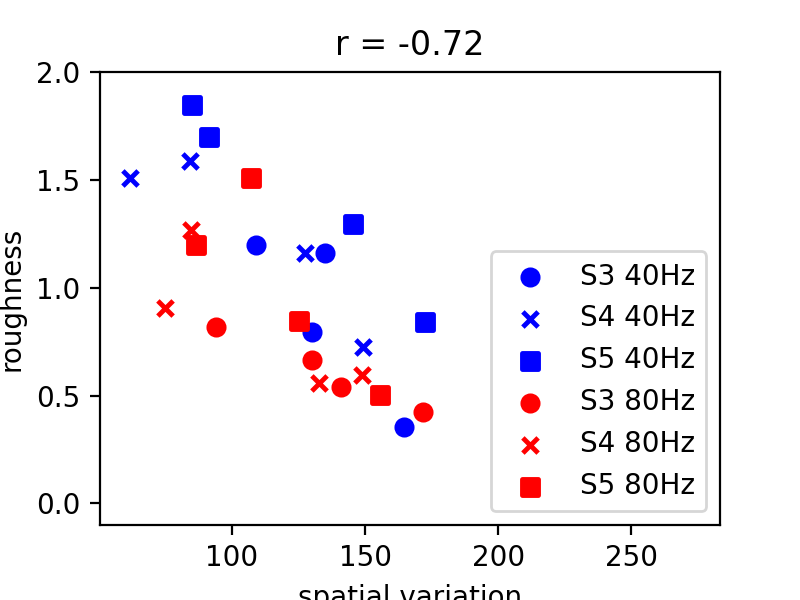 r = -0.72
2.0
1.5
1.0
0.5
0.0
roughness
S3 40Hz
S4 40Hz
S5 40Hz
S3 80Hz
S4 80Hz
S5 80Hz
100 150 200 250
spatial variation